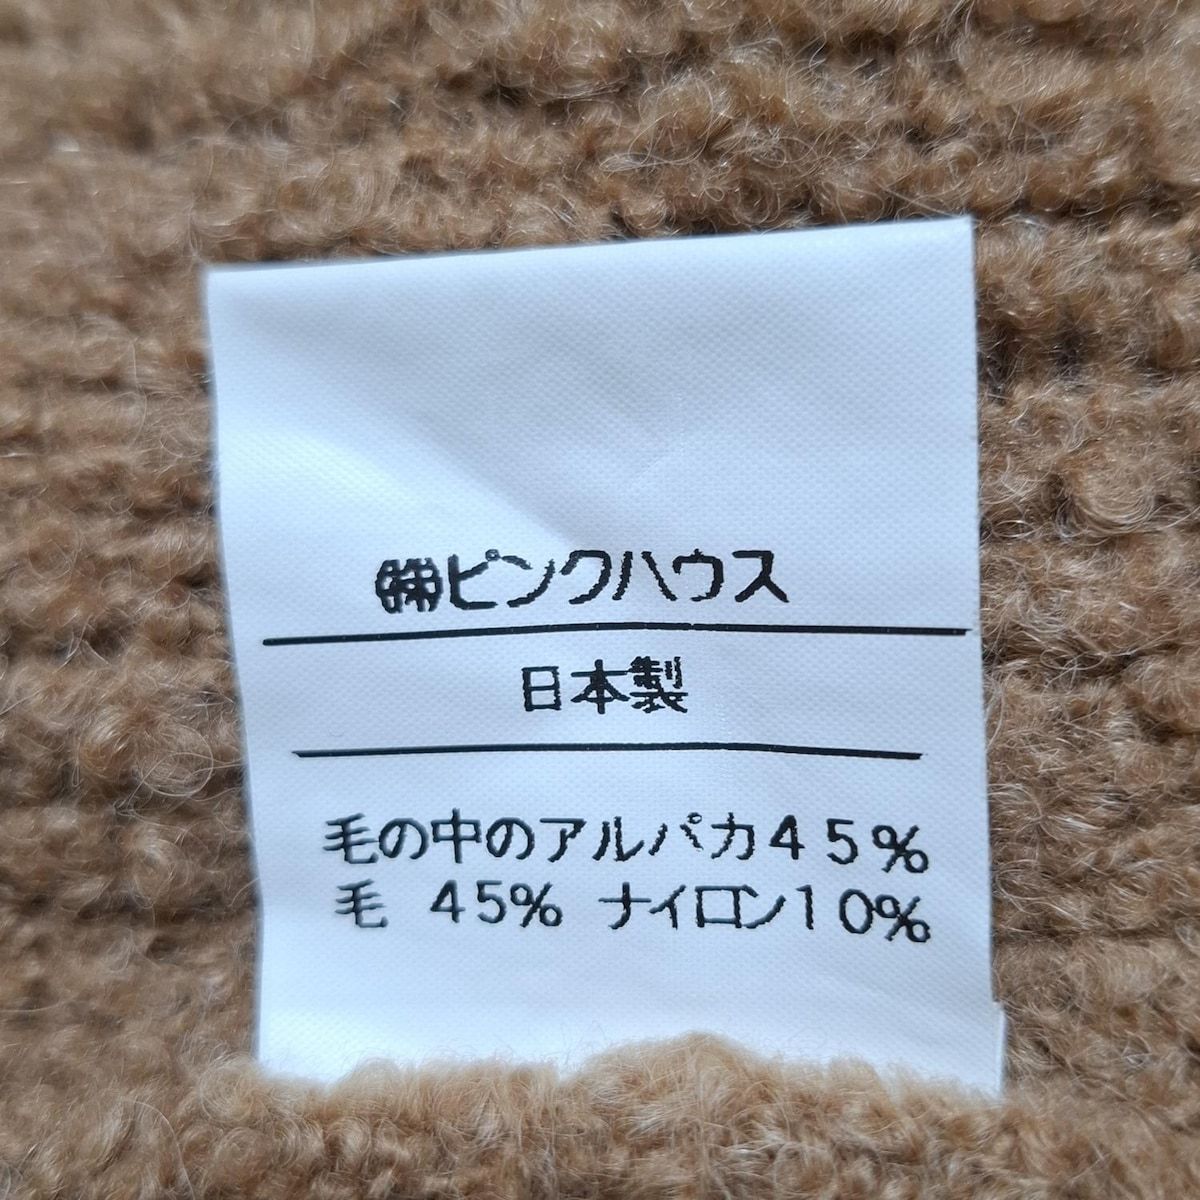 ㈱ピンクハウス
日本製
毛の中のアルパカ45%
毛 45% ナイロン10%